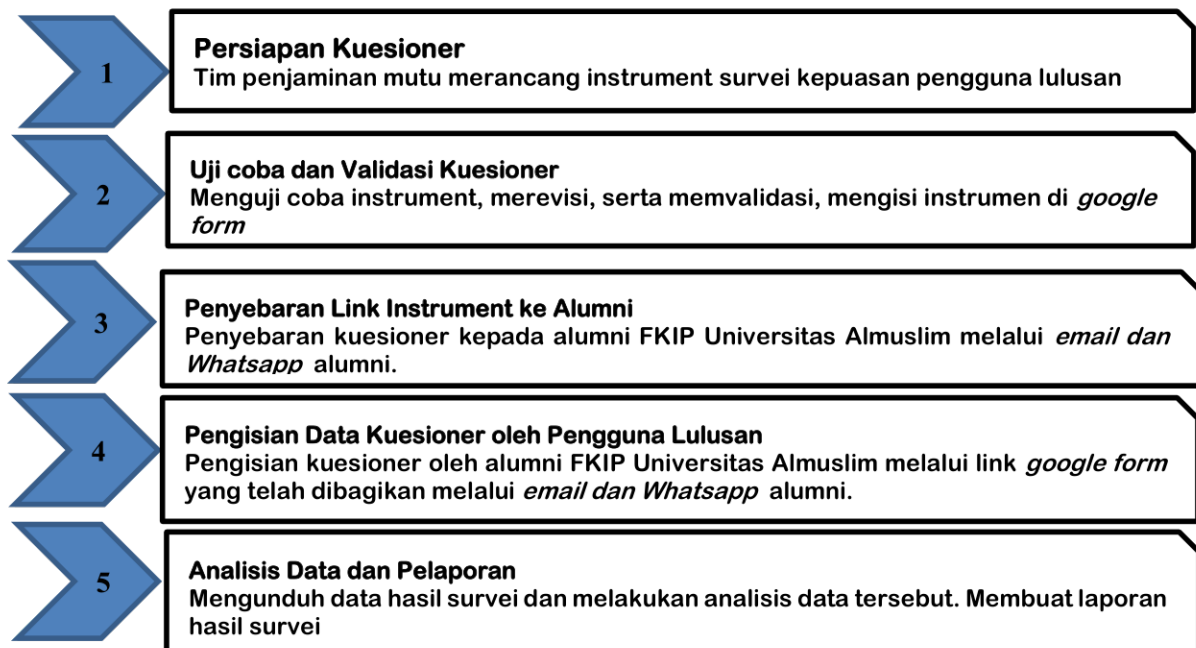 1
Persiapan Kuesioner
Tim penjaminan mutu merancang instrument survei kepuasan pengguna lulusan
2
Uji coba dan Validasi Kuesioner
Menguji coba instrument, merevisi, serta memvalidasi, mengisi instrumen di google
form
3
Penyebaran Link Instrument ke Alumni
Penyebaran kuesioner kepada alumni FKIP Universitas Almuslim melalui email dan
Whatsapp alumni.
4
Pengisian Data Kuesioner oleh Pengguna Lulusan
Pengisian kuesioner oleh alumni FKIP Universitas Almuslim melalui link google form
yang telah dibagikan melalui email dan Whatsapp alumni.
5
Analisis Data dan Pelaporan
Mengunduh data hasil survei dan melakukan analisis data tersebut. Membuat laporan
hasil survei